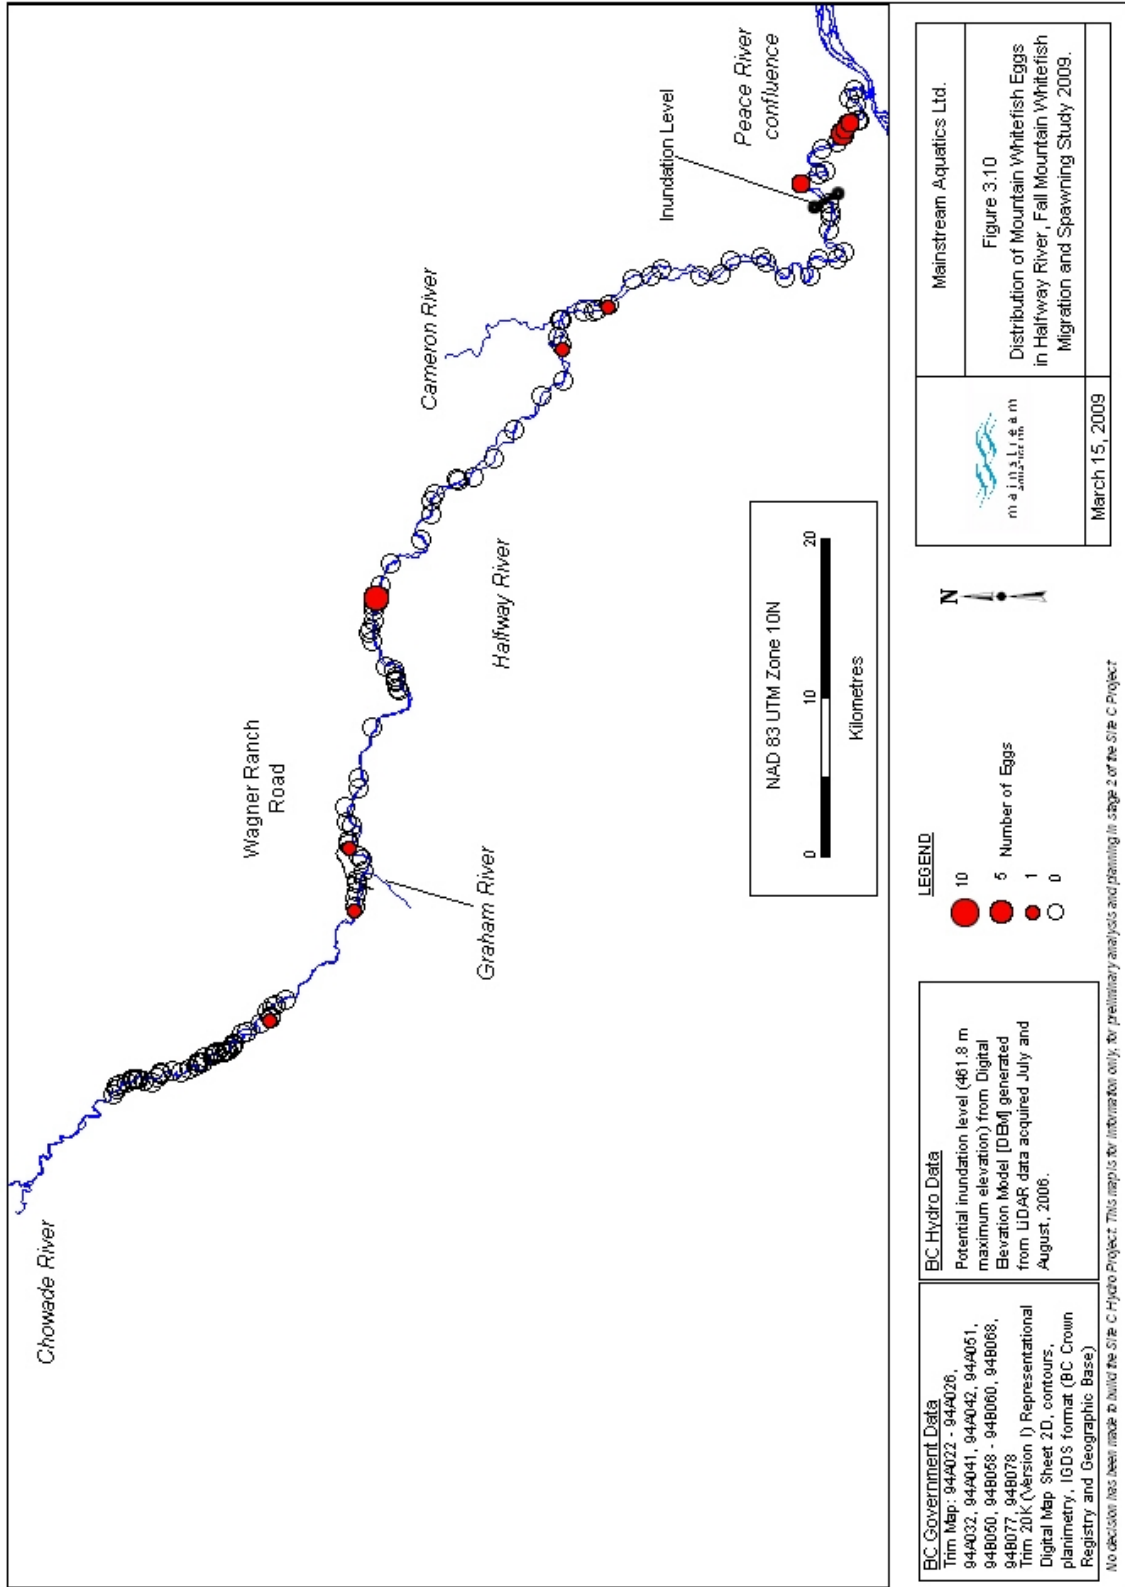 Chowade River
Wagner Ranch
Road
Graham River
Halfway River
Cameron River
Inundation Level
Peace River
confluence
NAD 83 UTM Zone 10N
0
10
20
Kilometres
BC Government Data
Trim Map: 94A022 - 94A026,
94A032, 94A041, 94A042, 94A051,
94B050, 94B058 - 94B060, 94B068,
94B077, 94B078
Trim 20K (Version I) Representational
Digital Map Sheet 2D, contours,
planimetry, IGDS format (BC Crown
Registry and Geographic Base)
BC Hydro Data
Potential inundation level (461.8 m
maximum elevation) from Digital
Elevation Model [DEM] generated
from LiDAR data acquired July and
August, 2006.
LEGEND
10
5
1
0
Number of Eggs
N
mainstream
March 15, 2009
Mainstream Aquatics Ltd.
Figure 3.10
Distribution of Mountain Whitefish Eggs
in Halfway River, Fall Mountain Whitefish
Migration and Spawning Study 2009.
No decision has been made to build the Site C Hydro Project. This map is for information only, for preliminary analysis and planning in stage 2 of the Site C Project